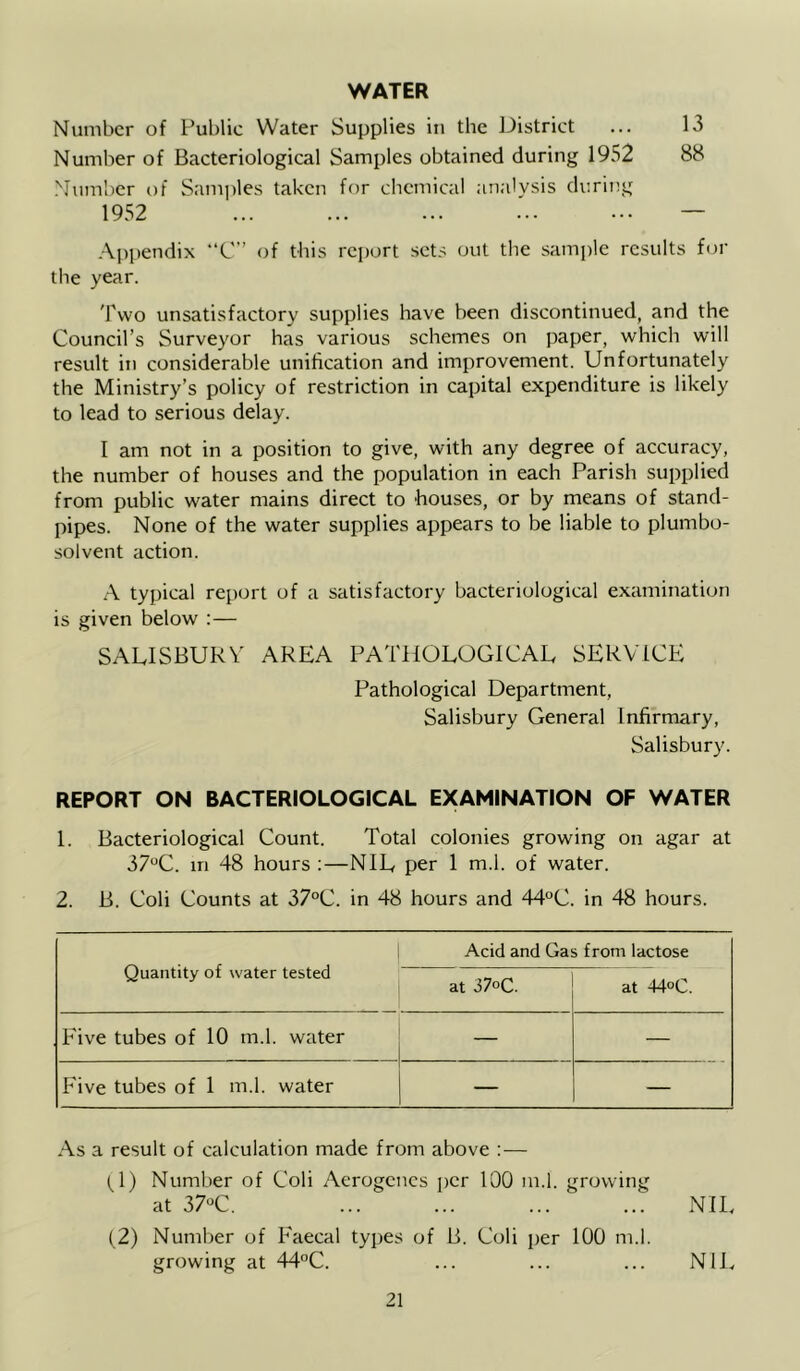 WATER
Number of Public Water Supplies in the District ... 13
Number of Bacteriological Samples obtained during 1952 88
Number of Samples taken for chemical analysis during
1952 ... ... ... ... ... —
Appendix “C” of this report sets out the sample results for
the year.
Two unsatisfactory supplies have been discontinued, and the
Council’s Surveyor has various schemes on paper, which will
result in considerable unification and improvement. Unfortunately
the Ministry’s policy of restriction in capital expenditure is likely
to lead to serious delay.
I am not in a position to give, with any degree of accuracy,
the number of houses and the population in each Parish supplied
from public water mains direct to houses, or by means of stand-
pipes. None of the water supplies appears to be liable to plumbo-
solvent action.
A typical report of a satisfactory bacteriological examination
is given below :—
SALISBURY AREA PATHOLOGICAL SERVICE
Pathological Department,
Salisbury General Infirmary,
Salisbury.
REPORT ON BACTERIOLOGICAL EXAMINATION OF WATER
1. Bacteriological Count. Total colonies growing on agar at
37°C. in 48 hours :—NIL per 1 m.l. of water.
2. B. Coli Counts at 37°C. in 48 hours and 44°C. in 48 hours.
Quantity of water tested
Acid and Gas from lactose
at 37°C. at 44°C.
Five tubes of 10 m.l. water — —
Five tubes of 1 m.l. water — —
As a result of calculation made from above :—
(1) Number of Coli Aerogenes per 100 m.l. growing
at 37°C. ... ... ... ... NIL
(2) Number of Faecal types of B. Coli per 100 m.l.
growing at 44°C. ... ... ... NIL
21